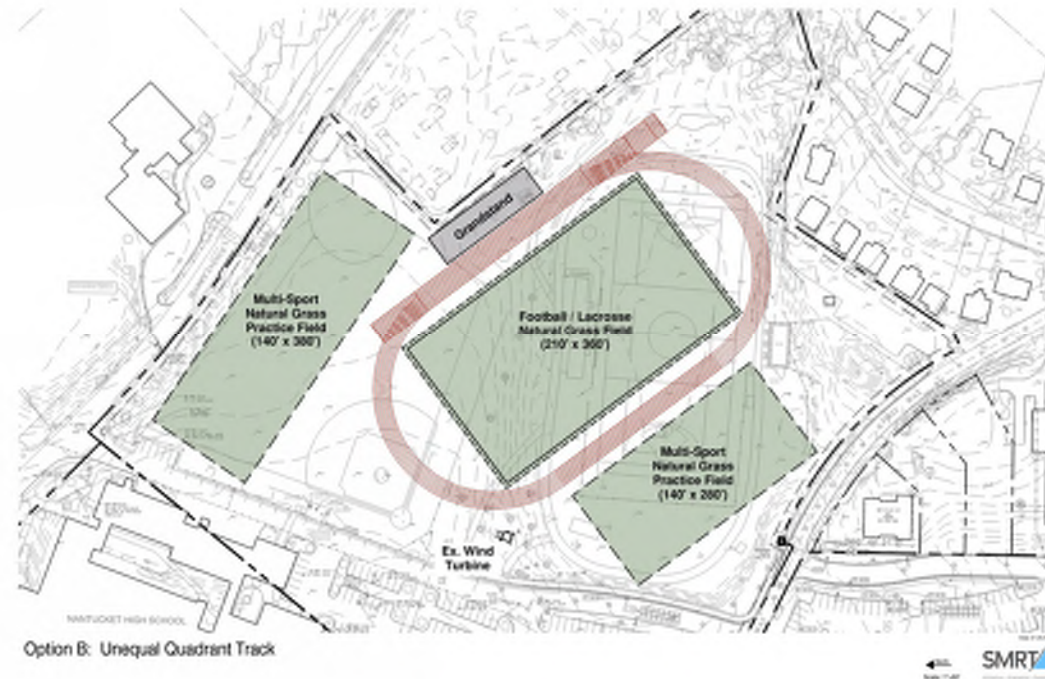 Grandstand
Multi-Sport
Natural Grass
Practice Field
(140' x 380')
Football / Lacrosse
Natural Grass Field
(210' x 360')
Multi-Sport
Natural Grass
Practice Field
(140' x 280')
Ex. Wind
Turbine
NANTUCKET HIGH SCHOOL
Option B: Unequal Quadrant Track
SMRT